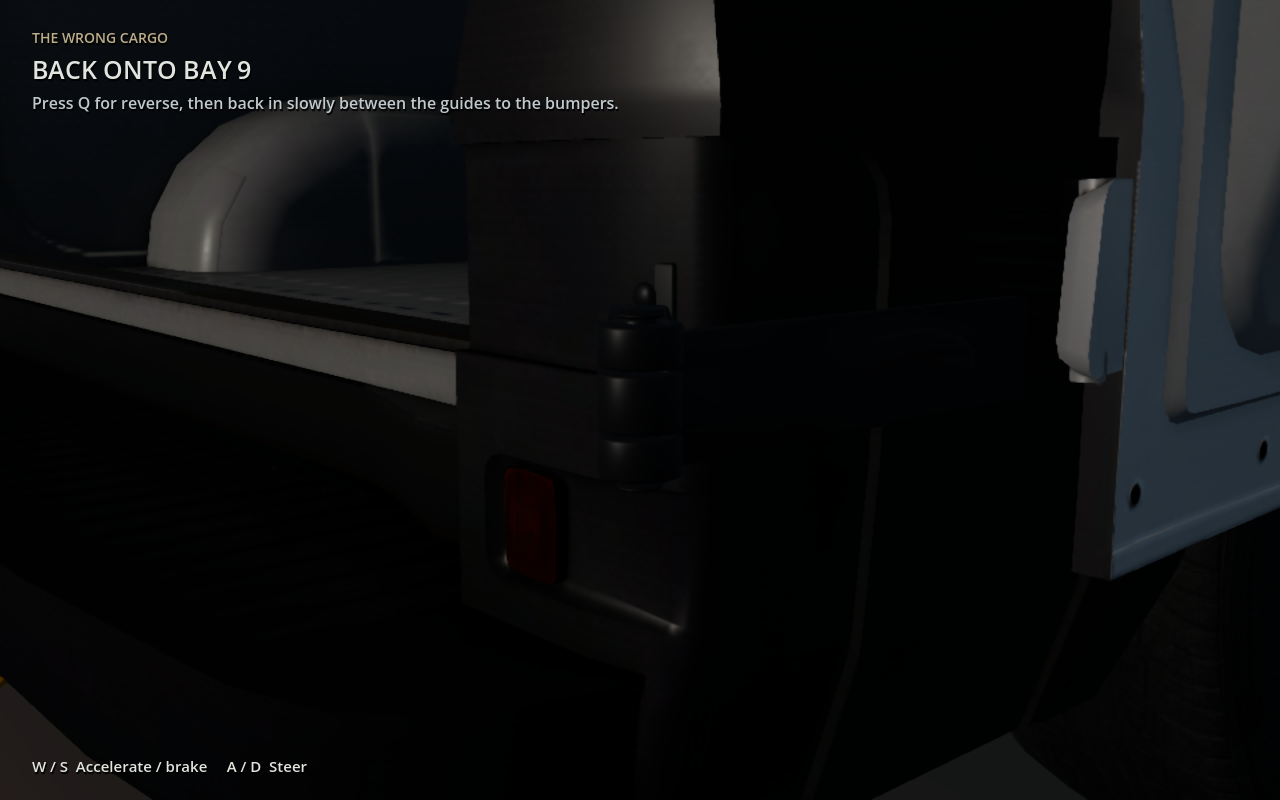 THE WRONG CARGO
BACK ONTO BAY 9
Press Q for reverse, then back in slowly between the guides to the bumpers.
W / S Accelerate / brake A / D Steer